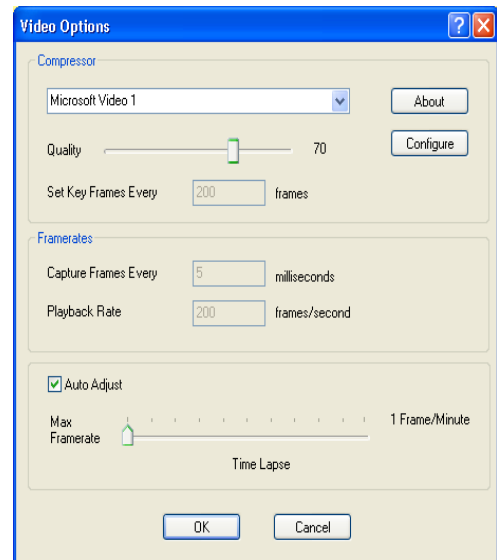 Video Options
Compressor
Microsoft Video 1
About
Quality 70
Configure
Set Key Frames Every 200 frames
Framerates
Capture Frames Every 5 milliseconds
Playback Rate 200 frames/second
Auto Adjust
Max Framerate
1 Frame/Minute
Time Lapse
OK
Cancel